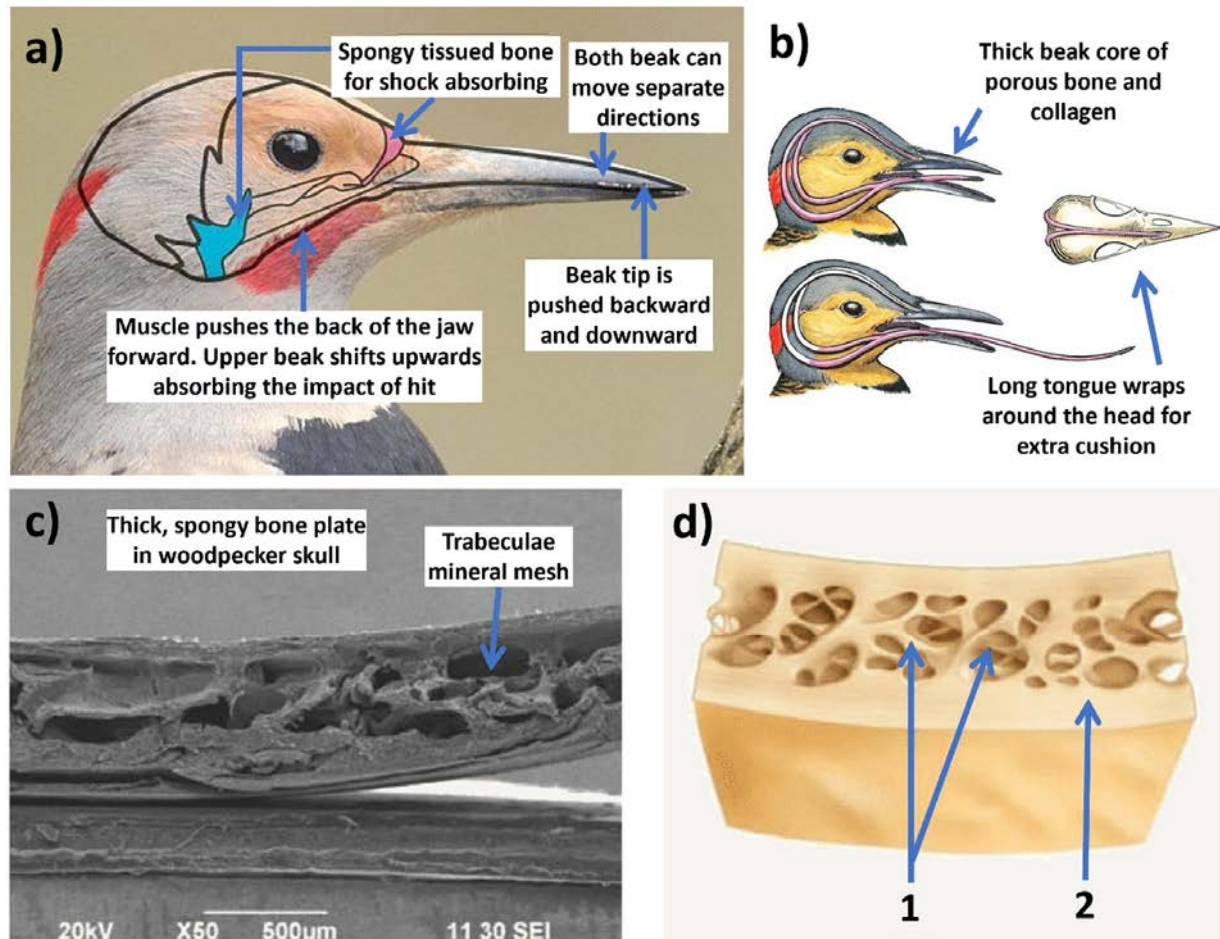 a)
Spongy tissued bone
for shock absorbing
Both beak can
move separate
directions
Muscle pushes the back of the jaw
forward. Upper beak shifts upwards
absorbing the impact of hit
Beak tip is
pushed backward
and downward
b)
Thick beak core of
porous bone and
collagen
Long tongue wraps
around the head for
extra cushion
c)
Thick, spongy bone plate
in woodpecker skull
Trabeculae
mineral mesh
20kV X50 500µm 11 30 SEI
d)
1
2